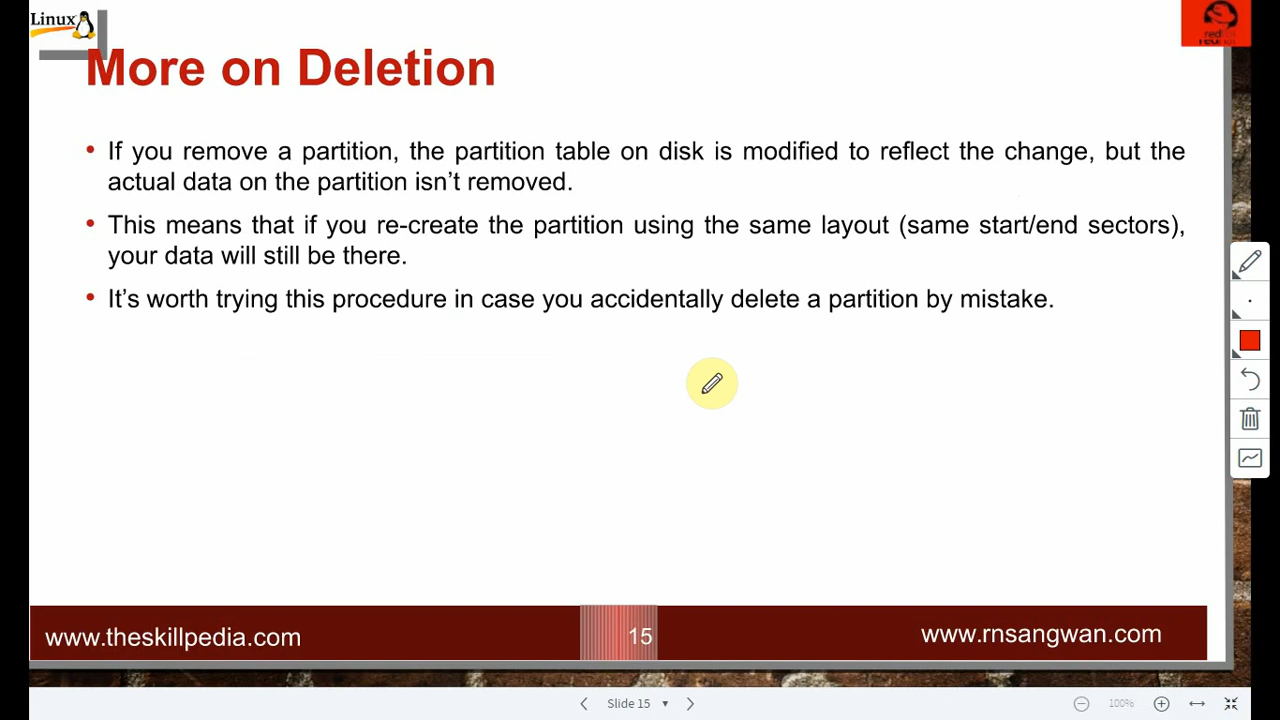 Linux
red
More on Deletion
• If you remove a partition, the partition table on disk is modified to reflect the change, but the
actual data on the partition isn’t removed.
• This means that if you re-create the partition using the same layout (same start/end sectors),
your data will still be there.
• It’s worth trying this procedure in case you accidentally delete a partition by mistake.
www.theskillpedia.com
15
www.rnsangwan.com
Slide 15
100%